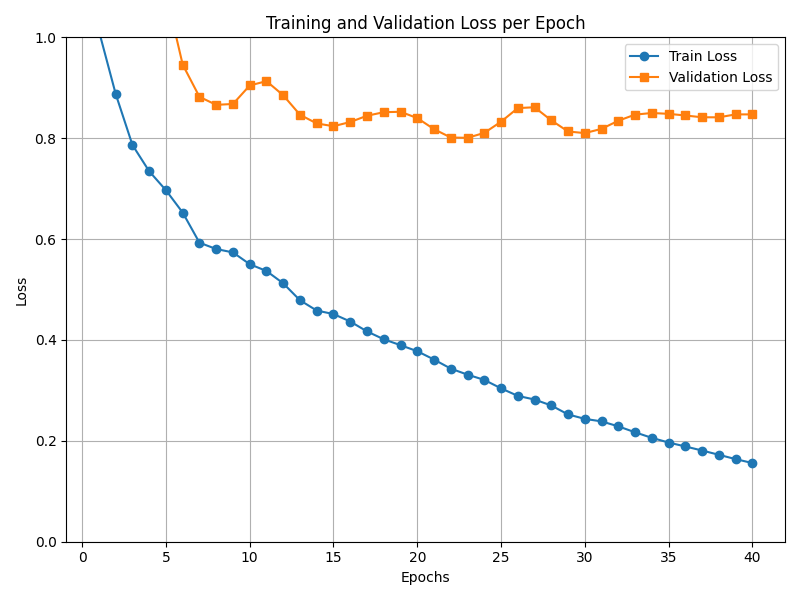 Training and Validation Loss per Epoch
Train Loss
Validation Loss
1.0
0.8
0.6
0.4
0.2
0.0
Loss
0 5 10 15 20 25 30 35 40
Epochs